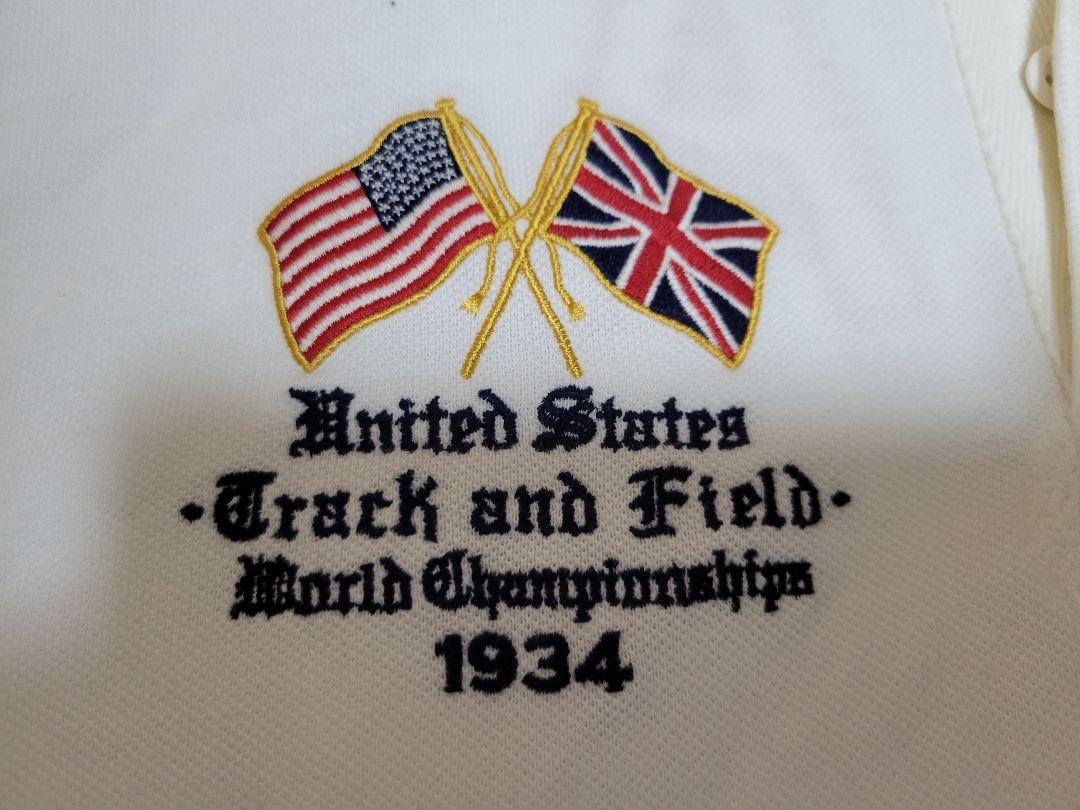 United States
·Track and Field·
World Championships
1934